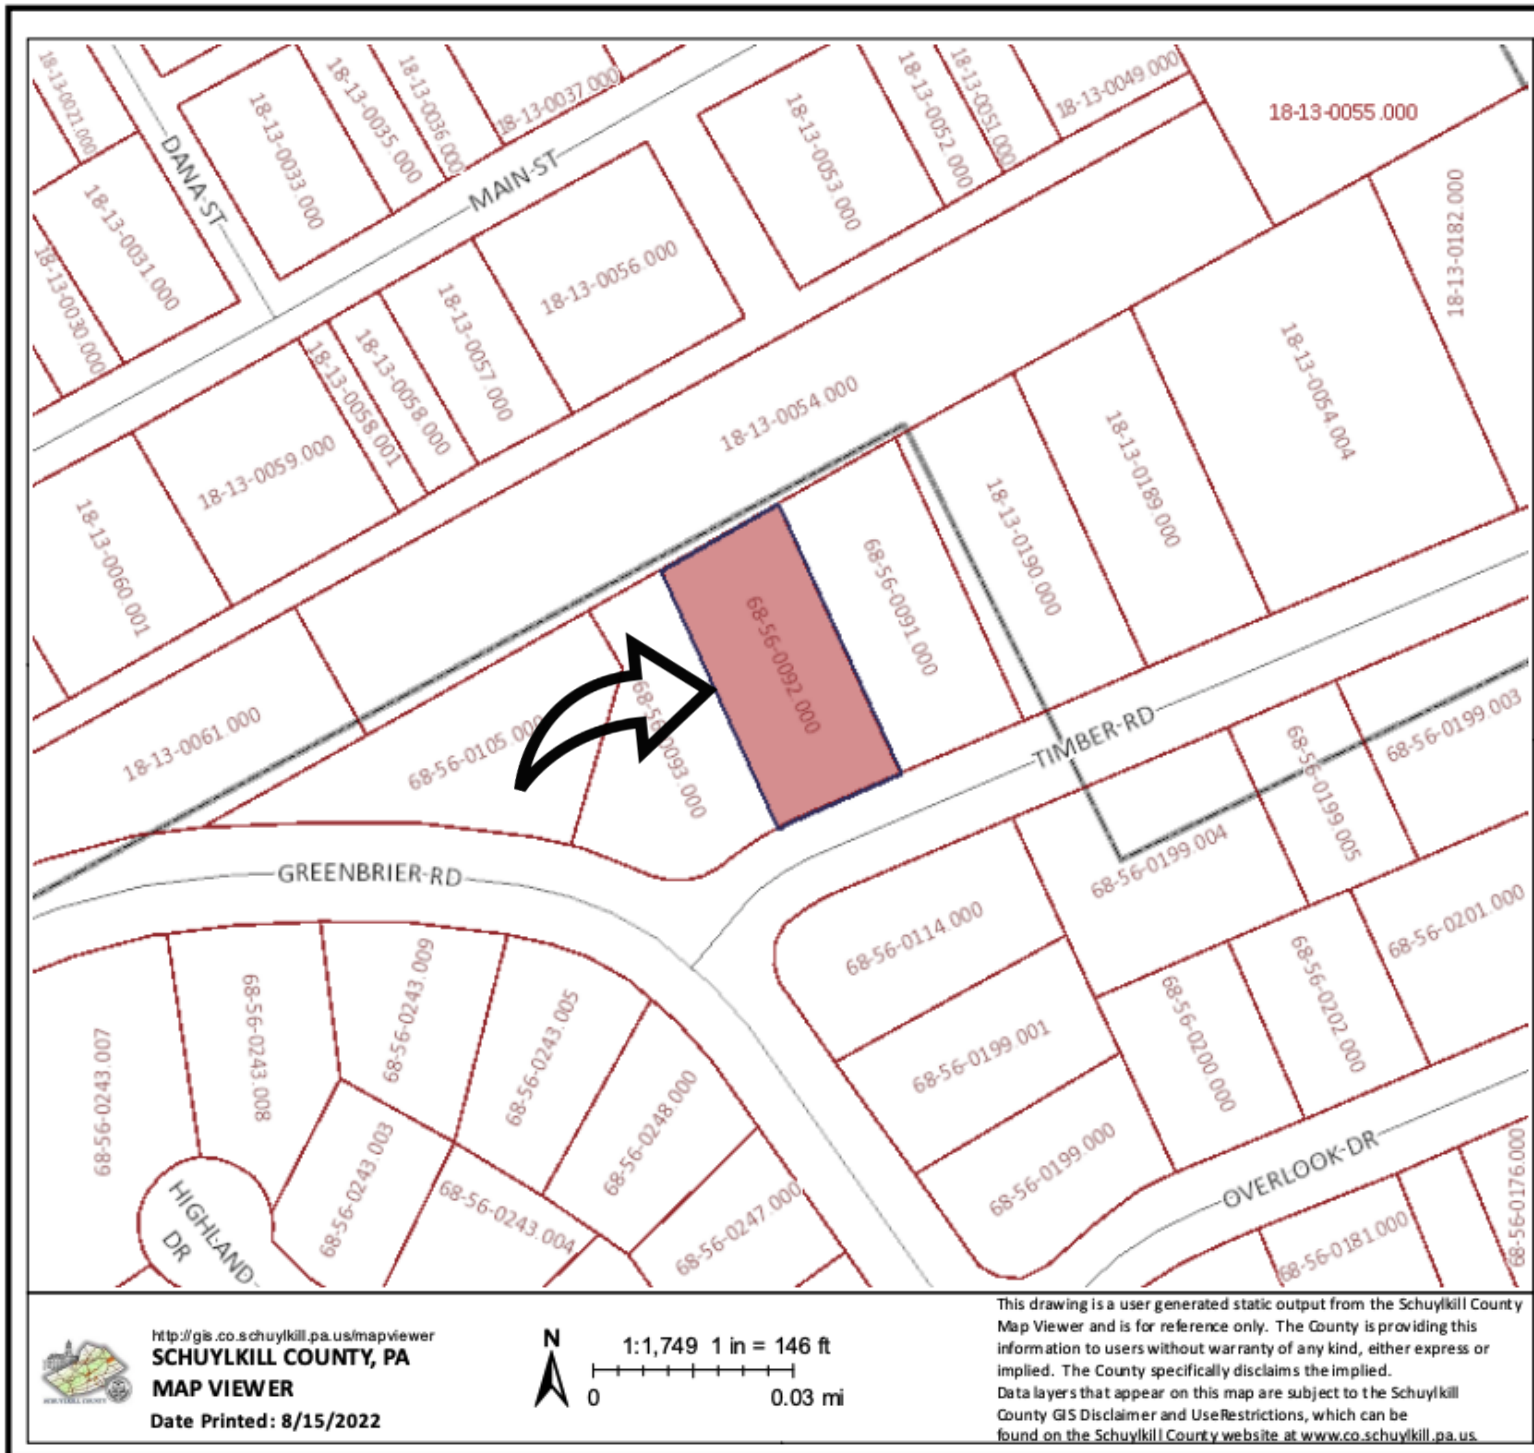 18-13-0021.000
18-13-0033.000
18-13-0035.000
18-13-0036.000
18-13-0037.000
18-13-0053.000
18-13-0052.000
18-13-0051.000
18-13-0049.000
18-13-0055.000
18-13-0182.000
DANA-ST
MAIN-ST
18-13-0031.000
18-13-0030.000
18-13-0056.000
18-13-0057.000
18-13-0058.000
18-13-0058.001
18-13-0059.000
18-13-0060.001
18-13-0054.000
18-13-0054.004
18-13-0189.000
18-13-0190.000
68-56-0091.000
68-56-0092.000
68-56-0093.000
68-56-0105.000
18-13-0061.000
TIMBER-RD
68-56-0199.003
68-56-0199.005
68-56-0199.004
GREENBRIER-RD
68-56-0114.000
68-56-0201.000
68-56-0202.000
68-56-0200.000
68-56-0199.001
68-56-0199.000
68-56-0243.007
68-56-0243.008
68-56-0243.009
68-56-0243.005
68-56-0248.000
68-56-0243.003
68-56-0243.004
68-56-0247.000
HIGHLAND-
DR
OVERLOOK-DR
68-56-0181.000
68-56-0176.000
http://gis.co.schuylkill.pa.us/mapviewer
SCHUYLKILL COUNTY, PA
MAP VIEWER
Date Printed: 8/15/2022
SCHUYLKILL COUNTY
N
1:1,749 1 in = 146 ft
0 0.03 mi
This drawing is a user generated static output from the Schuylkill County
Map Viewer and is for reference only. The County is providing this
information to users without warranty of any kind, either express or
implied. The County specifically disclaims the implied.
Data layers that appear on this map are subject to the Schuylkill
County GIS Disclaimer and UseRestrictions, which can be
found on the Schuylkill County website at www.co.schuylkill.pa.us.